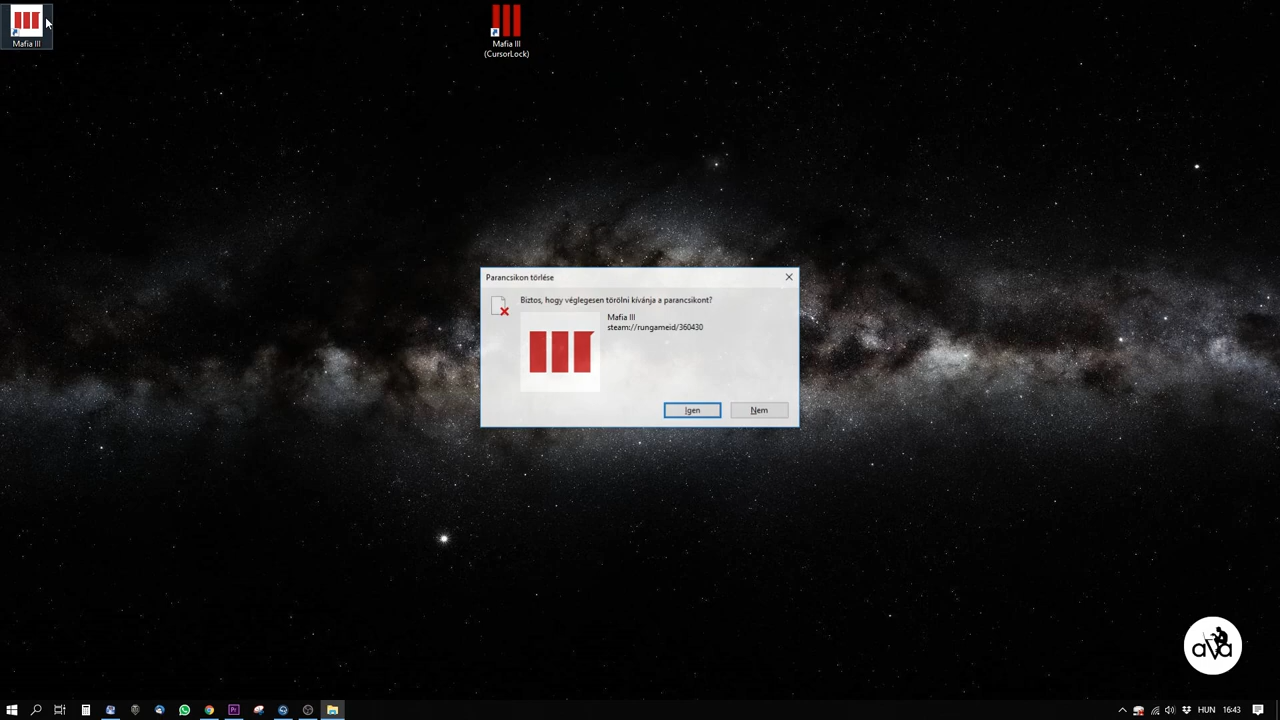 Mafia III
Mafia III
(CursorLock)
Parancsikon törlése
Biztos, hogy véglegesen törölni kívánja a parancsikont?
Mafia III
steam://rungameid/360430
Igen
Nem
ava
HUN
16:43